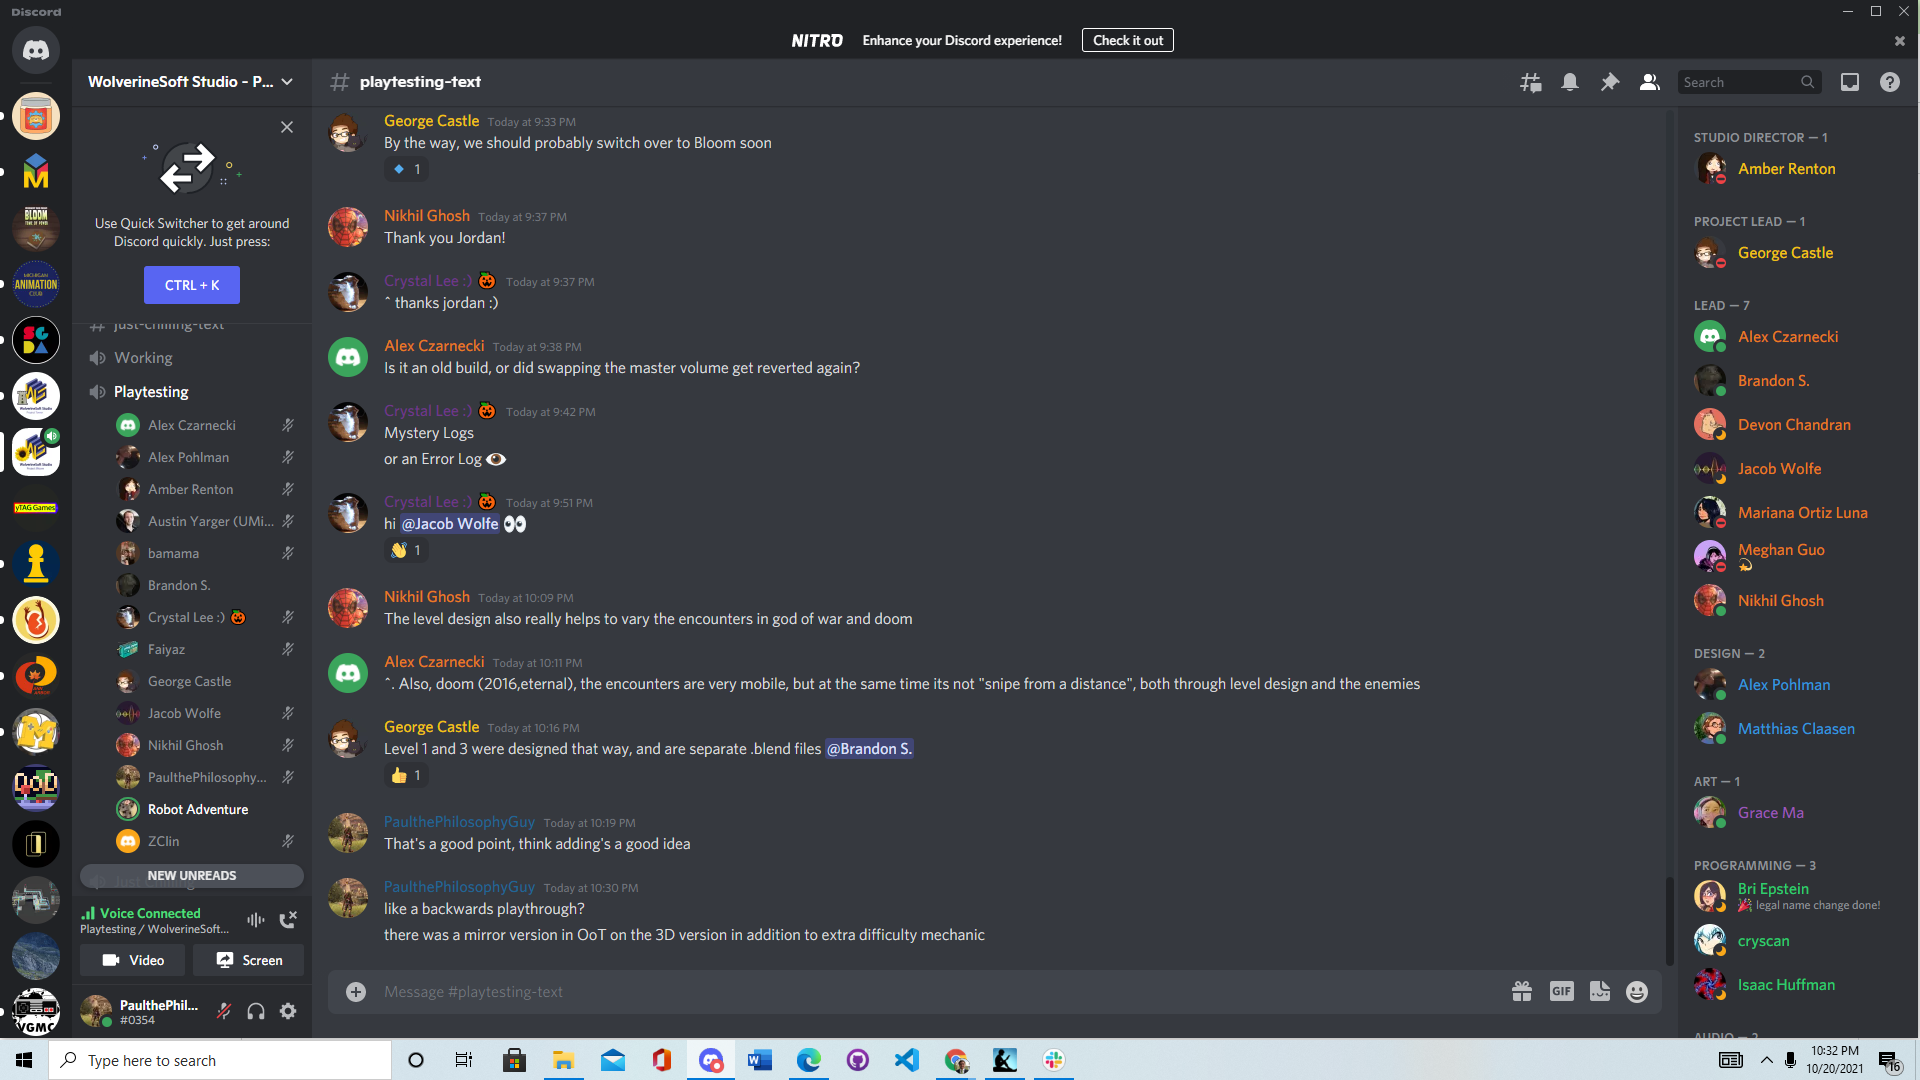 Discord
NITRO Enhance your Discord experience! Check it out
WolverineSoft Studio - P...
playtesting-text
Search
Use Quick Switcher to get around
Discord quickly. Just press:
CTRL + K
just-chilling-text
Working
Playtesting
Alex Czarnecki
Alex Pohlman
Amber Renton
Austin Yarger (UMi...
bamama
Brandon S.
Crystal Lee :) 🎃
Faiyaz
George Castle
Jacob Wolfe
Nikhil Ghosh
PaulthePhilosophy...
Robot Adventure
ZClin
NEW UNREADS
Voice Connected
Playtesting / WolverineSoft...
Video
Screen
PaulthePhil...
#0354
George Castle Today at 9:33 PM
By the way, we should probably switch over to Bloom soon
🔹 1
Nikhil Ghosh Today at 9:37 PM
Thank you Jordan!
Crystal Lee :) 🎃 Today at 9:37 PM
^ thanks jordan :)
Alex Czarnecki Today at 9:38 PM
Is it an old build, or did swapping the master volume get reverted again?
Crystal Lee :) 🎃 Today at 9:42 PM
Mystery Logs
or an Error Log 👁️
Crystal Lee :) 🎃 Today at 9:51 PM
hi @Jacob Wolfe 👀
👋 1
Nikhil Ghosh Today at 10:09 PM
The level design also really helps to vary the encounters in god of war and doom
Alex Czarnecki Today at 10:11 PM
^. Also, doom (2016,eternal), the encounters are very mobile, but at the same time its not "snipe from a distance", both through level design and the enemies
George Castle Today at 10:16 PM
Level 1 and 3 were designed that way, and are separate .blend files @Brandon S.
👍 1
PaulthePhilosophyGuy Today at 10:19 PM
That's a good point, think adding's a good idea
PaulthePhilosophyGuy Today at 10:30 PM
like a backwards playthrough?
there was a mirror version in OoT on the 3D version in addition to extra difficulty mechanic
Message #playtesting-text
GIF
STUDIO DIRECTOR — 1
Amber Renton
PROJECT LEAD — 1
George Castle
LEAD — 7
Alex Czarnecki
Brandon S.
Devon Chandran
Jacob Wolfe
Mariana Ortiz Luna
Meghan Guo
💫
Nikhil Ghosh
DESIGN — 2
Alex Pohlman
Matthias Claasen
ART — 1
Grace Ma
PROGRAMMING — 3
Bri Epstein
🎉 legal name change done!
cryscan
Isaac Huffman
AUDIO — 2
BLOOM
MICHIGAN
ANIMATION
CLUB
yTAG Games
VGMC
Type here to search
10:32 PM
10/20/2021
16